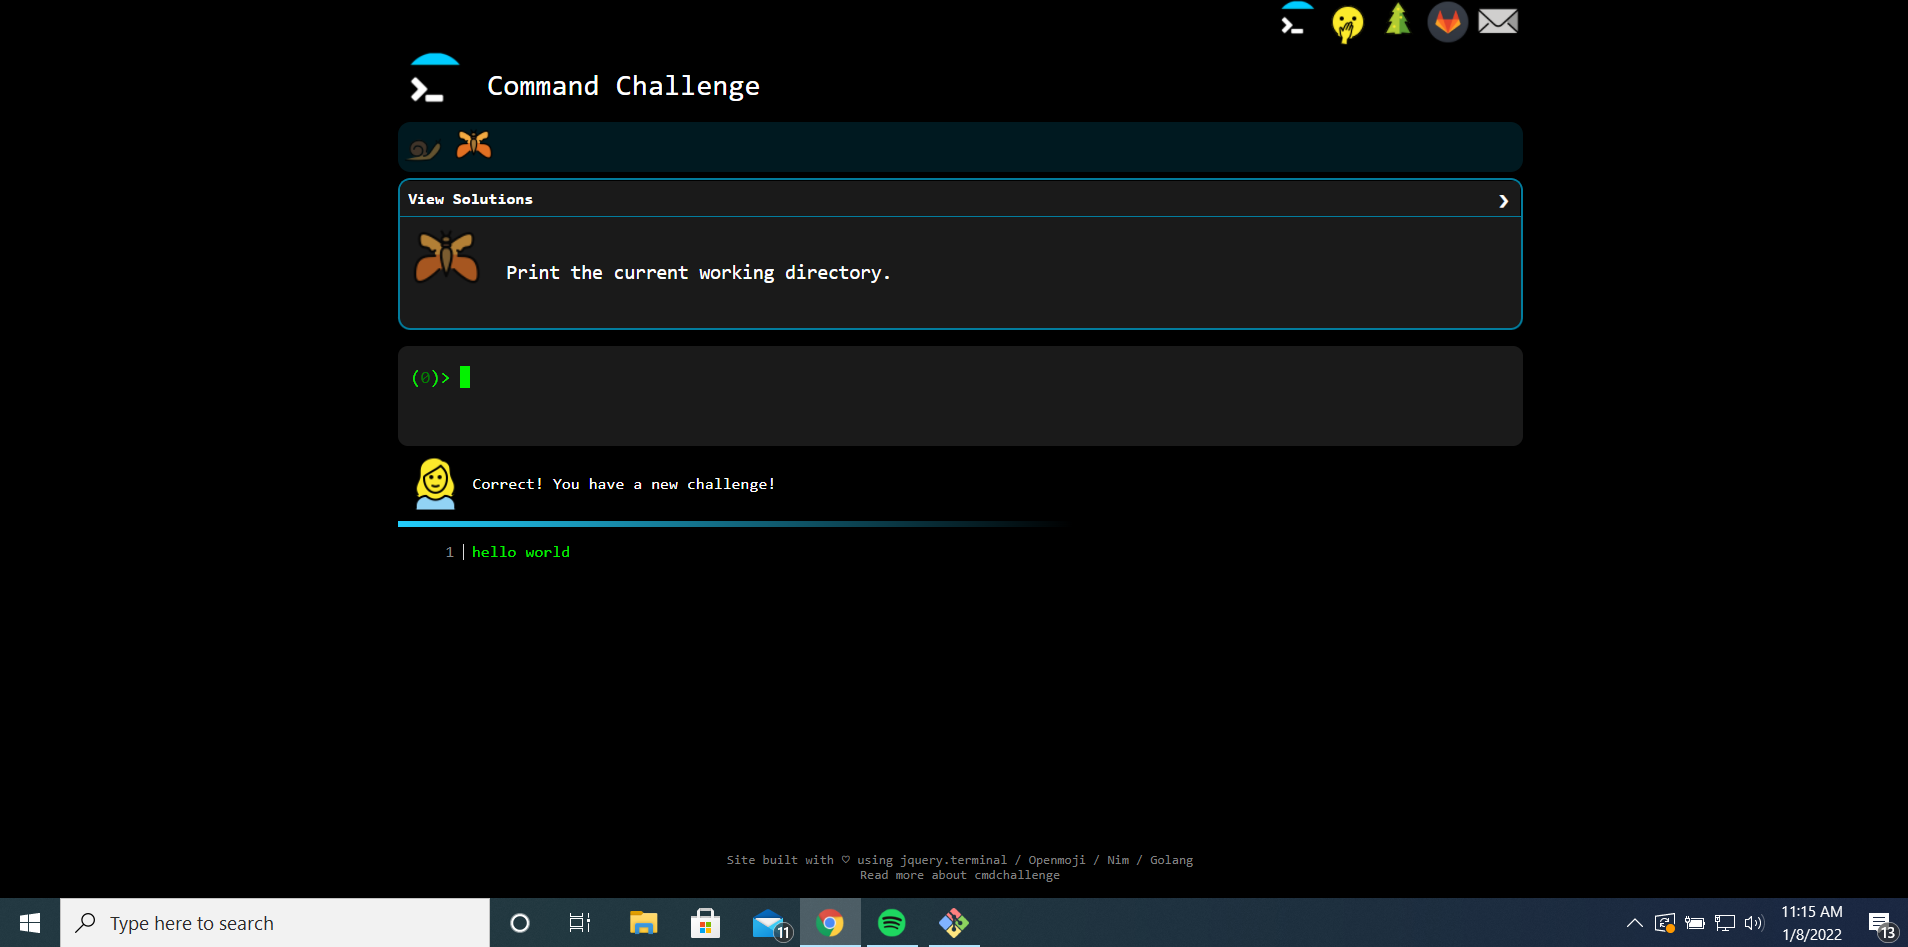 Command Challenge
View Solutions
Print the current working directory.
(0)>
Correct! You have a new challenge!
1 hello world
Site built with ♡ using jquery.terminal / Openmoji / Nim / Golang
Read more about cmdchallenge
Type here to search
11
11:15 AM
1/8/2022
13